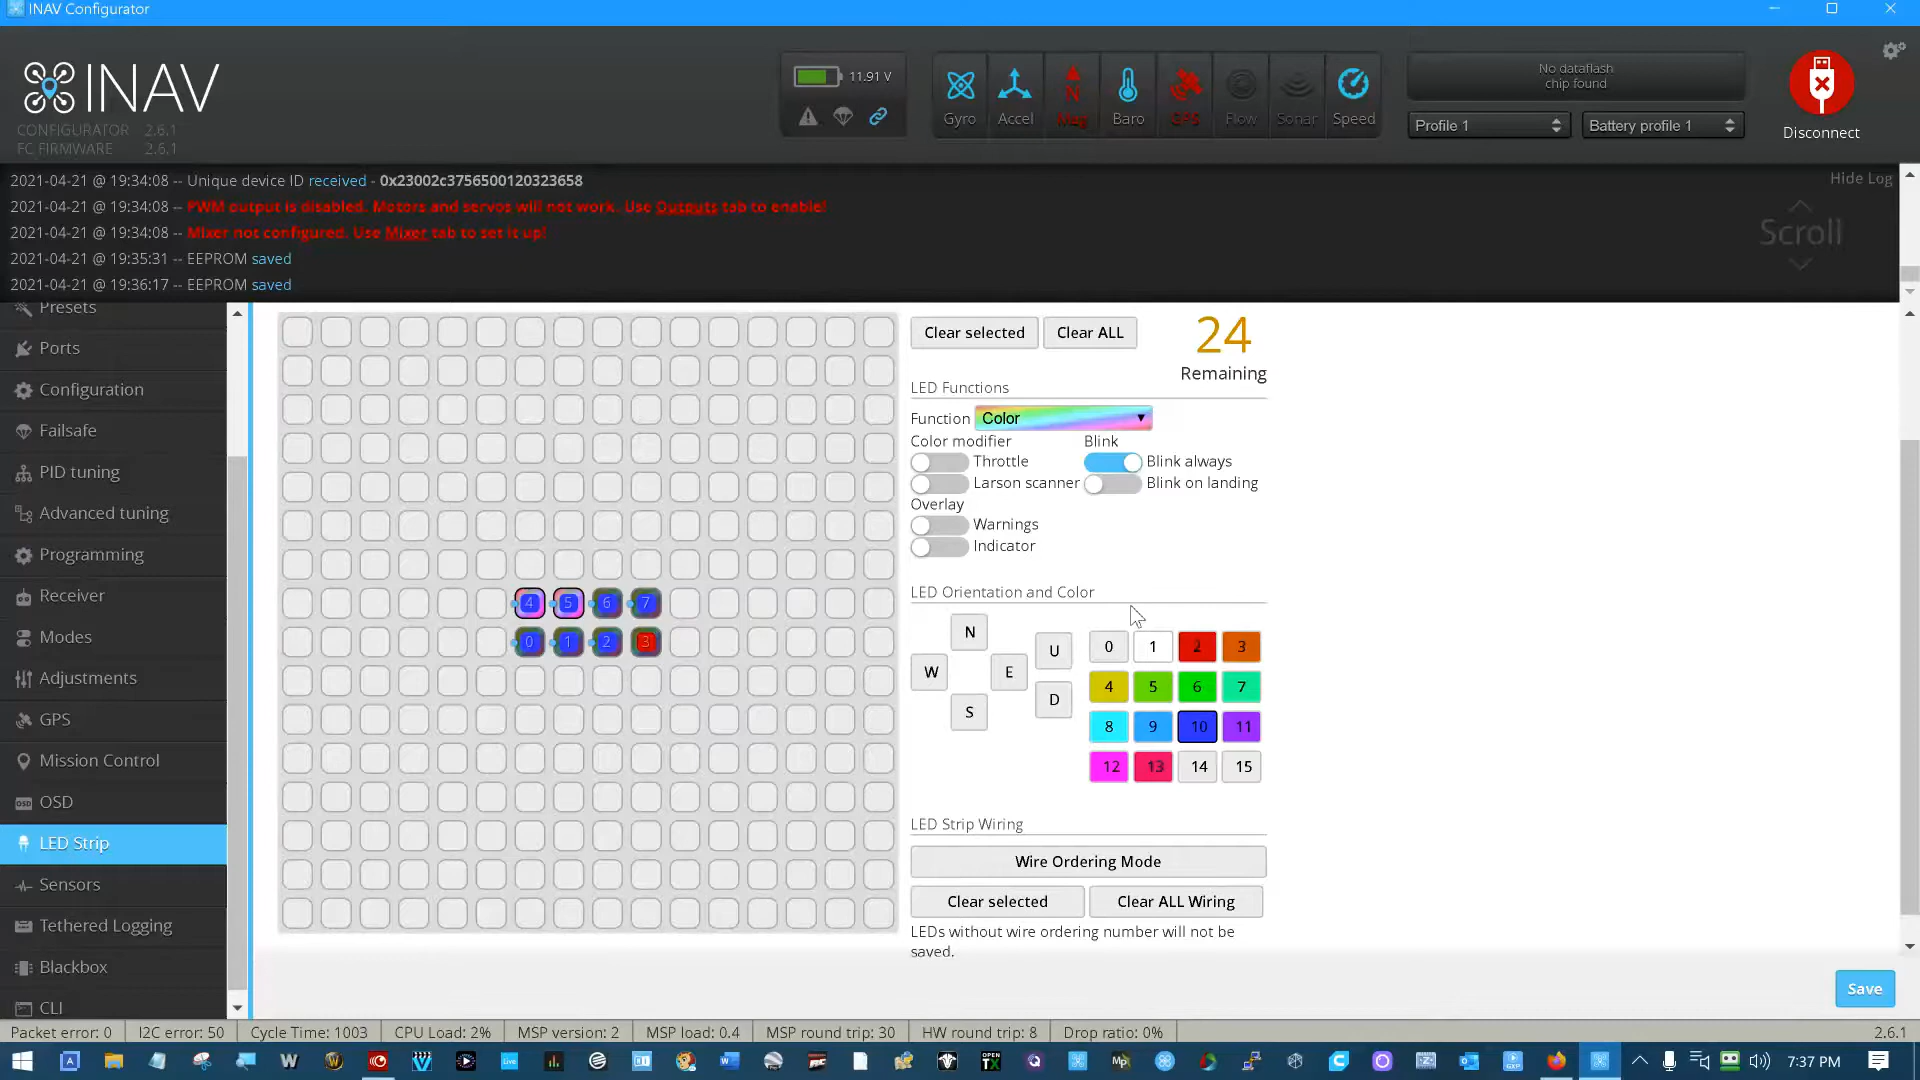 INAV Configurator
INAV
CONFIGURATOR 2.6.1
FC FIRMWARE 2.6.1
11.91 V
Gyro Accel Mag Baro GPS Flow Sonar Speed
No dataflash
chip found
Profile 1
Battery profile 1
Disconnect
2021-04-21 @ 19:34:08 -- Unique device ID received - 0x23002c3756500120323658
2021-04-21 @ 19:34:08 -- PWM output is disabled. Motors and servos will not work. Use Outputs tab to enable!
2021-04-21 @ 19:34:08 -- Mixer not configured. Use Mixer tab to set it up!
2021-04-21 @ 19:35:31 -- EEPROM saved
2021-04-21 @ 19:36:17 -- EEPROM saved
Hide Log
Scroll
Presets
Ports
Configuration
Failsafe
PID tuning
Advanced tuning
Programming
Receiver
Modes
Adjustments
GPS
Mission Control
OSD
LED Strip
Sensors
Tethered Logging
Blackbox
CLI
4 5 6 7
0 1 2 3
Clear selected
Clear ALL
24
Remaining
LED Functions
Function Color
Color modifier Blink
Throttle Blink always
Larson scanner Blink on landing
Overlay
Warnings
Indicator
LED Orientation and Color
N
W E
S
U
D
0 1 2 3
4 5 6 7
8 9 10 11
12 13 14 15
LED Strip Wiring
Wire Ordering Mode
Clear selected
Clear ALL Wiring
LEDs without wire ordering number will not be
saved.
Save
Packet error: 0 I2C error: 50 Cycle Time: 1003 CPU Load: 2% MSP version: 2 MSP load: 0.4 MSP round trip: 30 HW round trip: 8 Drop ratio: 0% 2.6.1
7:37 PM